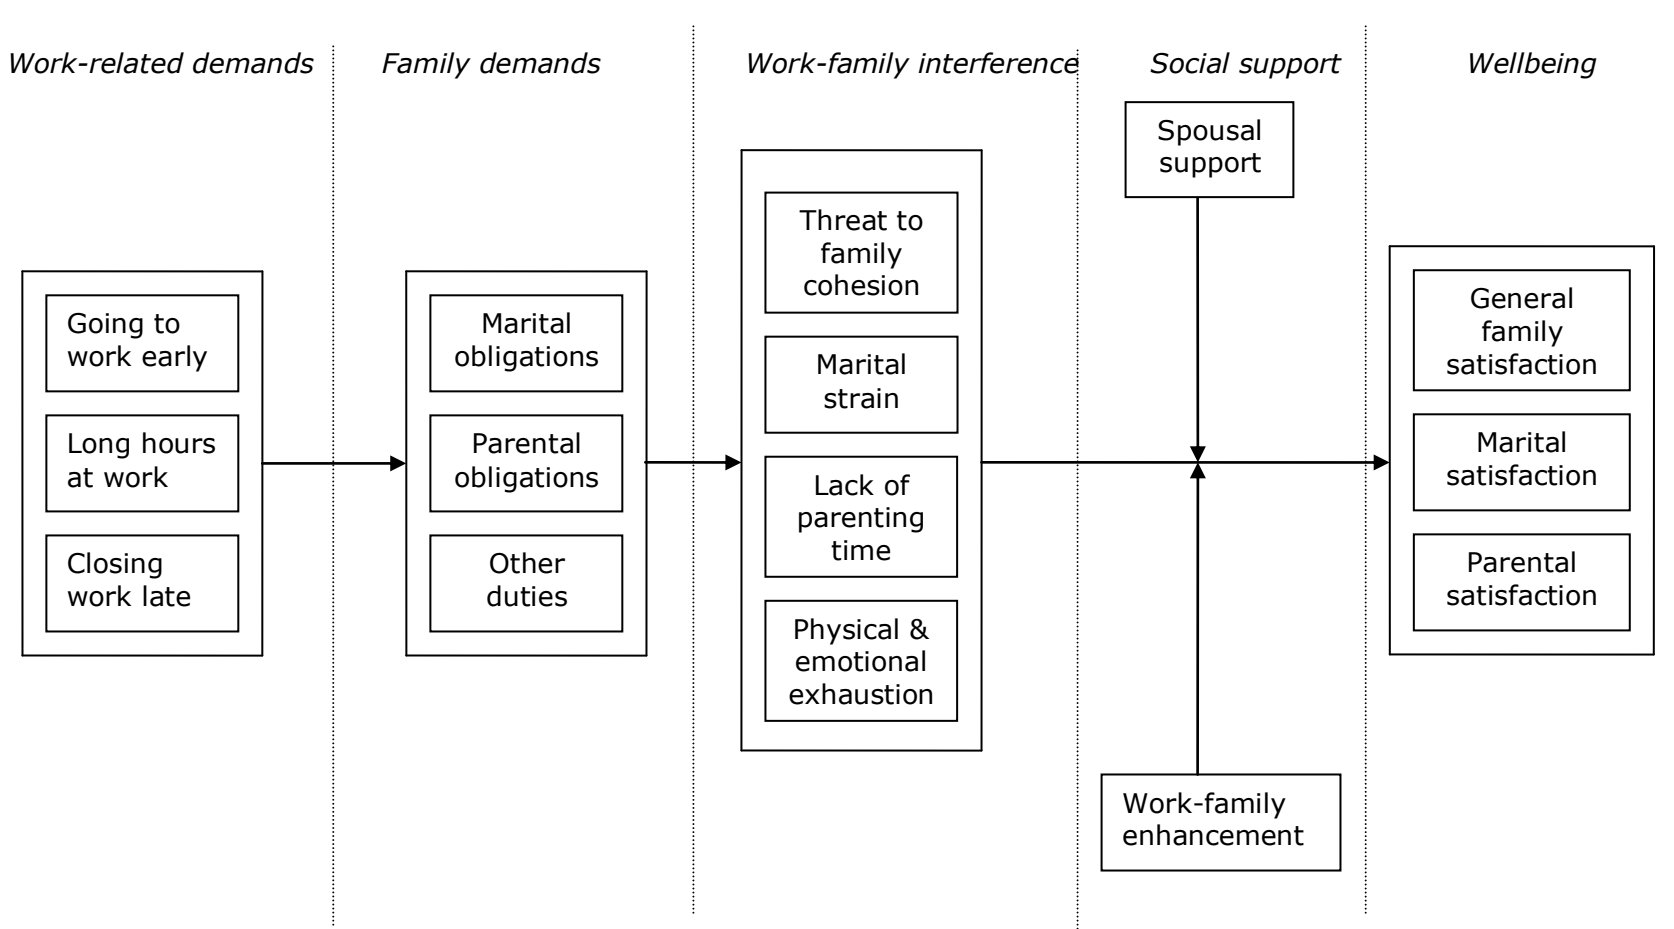 Work-related demands
Family demands
Work-family interference
Social support
Wellbeing
Going to
work early
Long hours
at work
Closing
work late
Marital
obligations
Parental
obligations
Other
duties
Threat to
family
cohesion
Marital
strain
Lack of
parenting
time
Physical &
emotional
exhaustion
Spousal
support
Work-family
enhancement
General
family
satisfaction
Marital
satisfaction
Parental
satisfaction